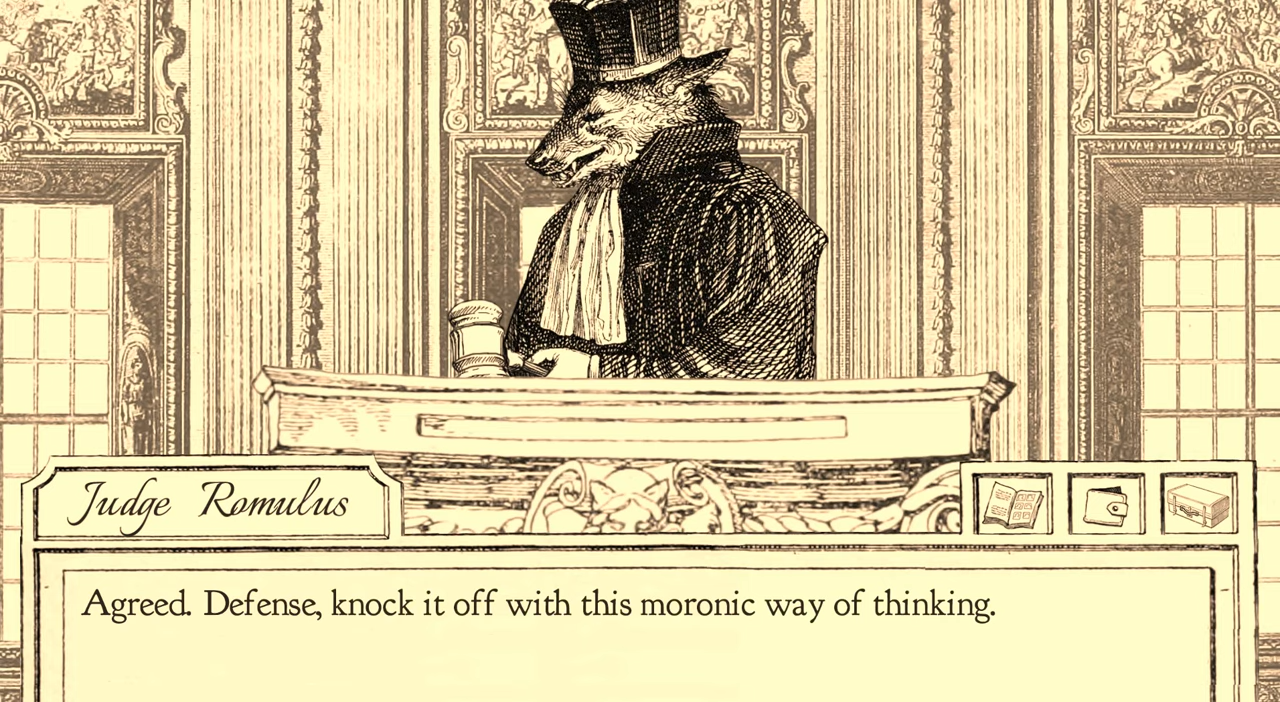 Judge Romulus
Agreed. Defense, knock it off with this moronic way of thinking.